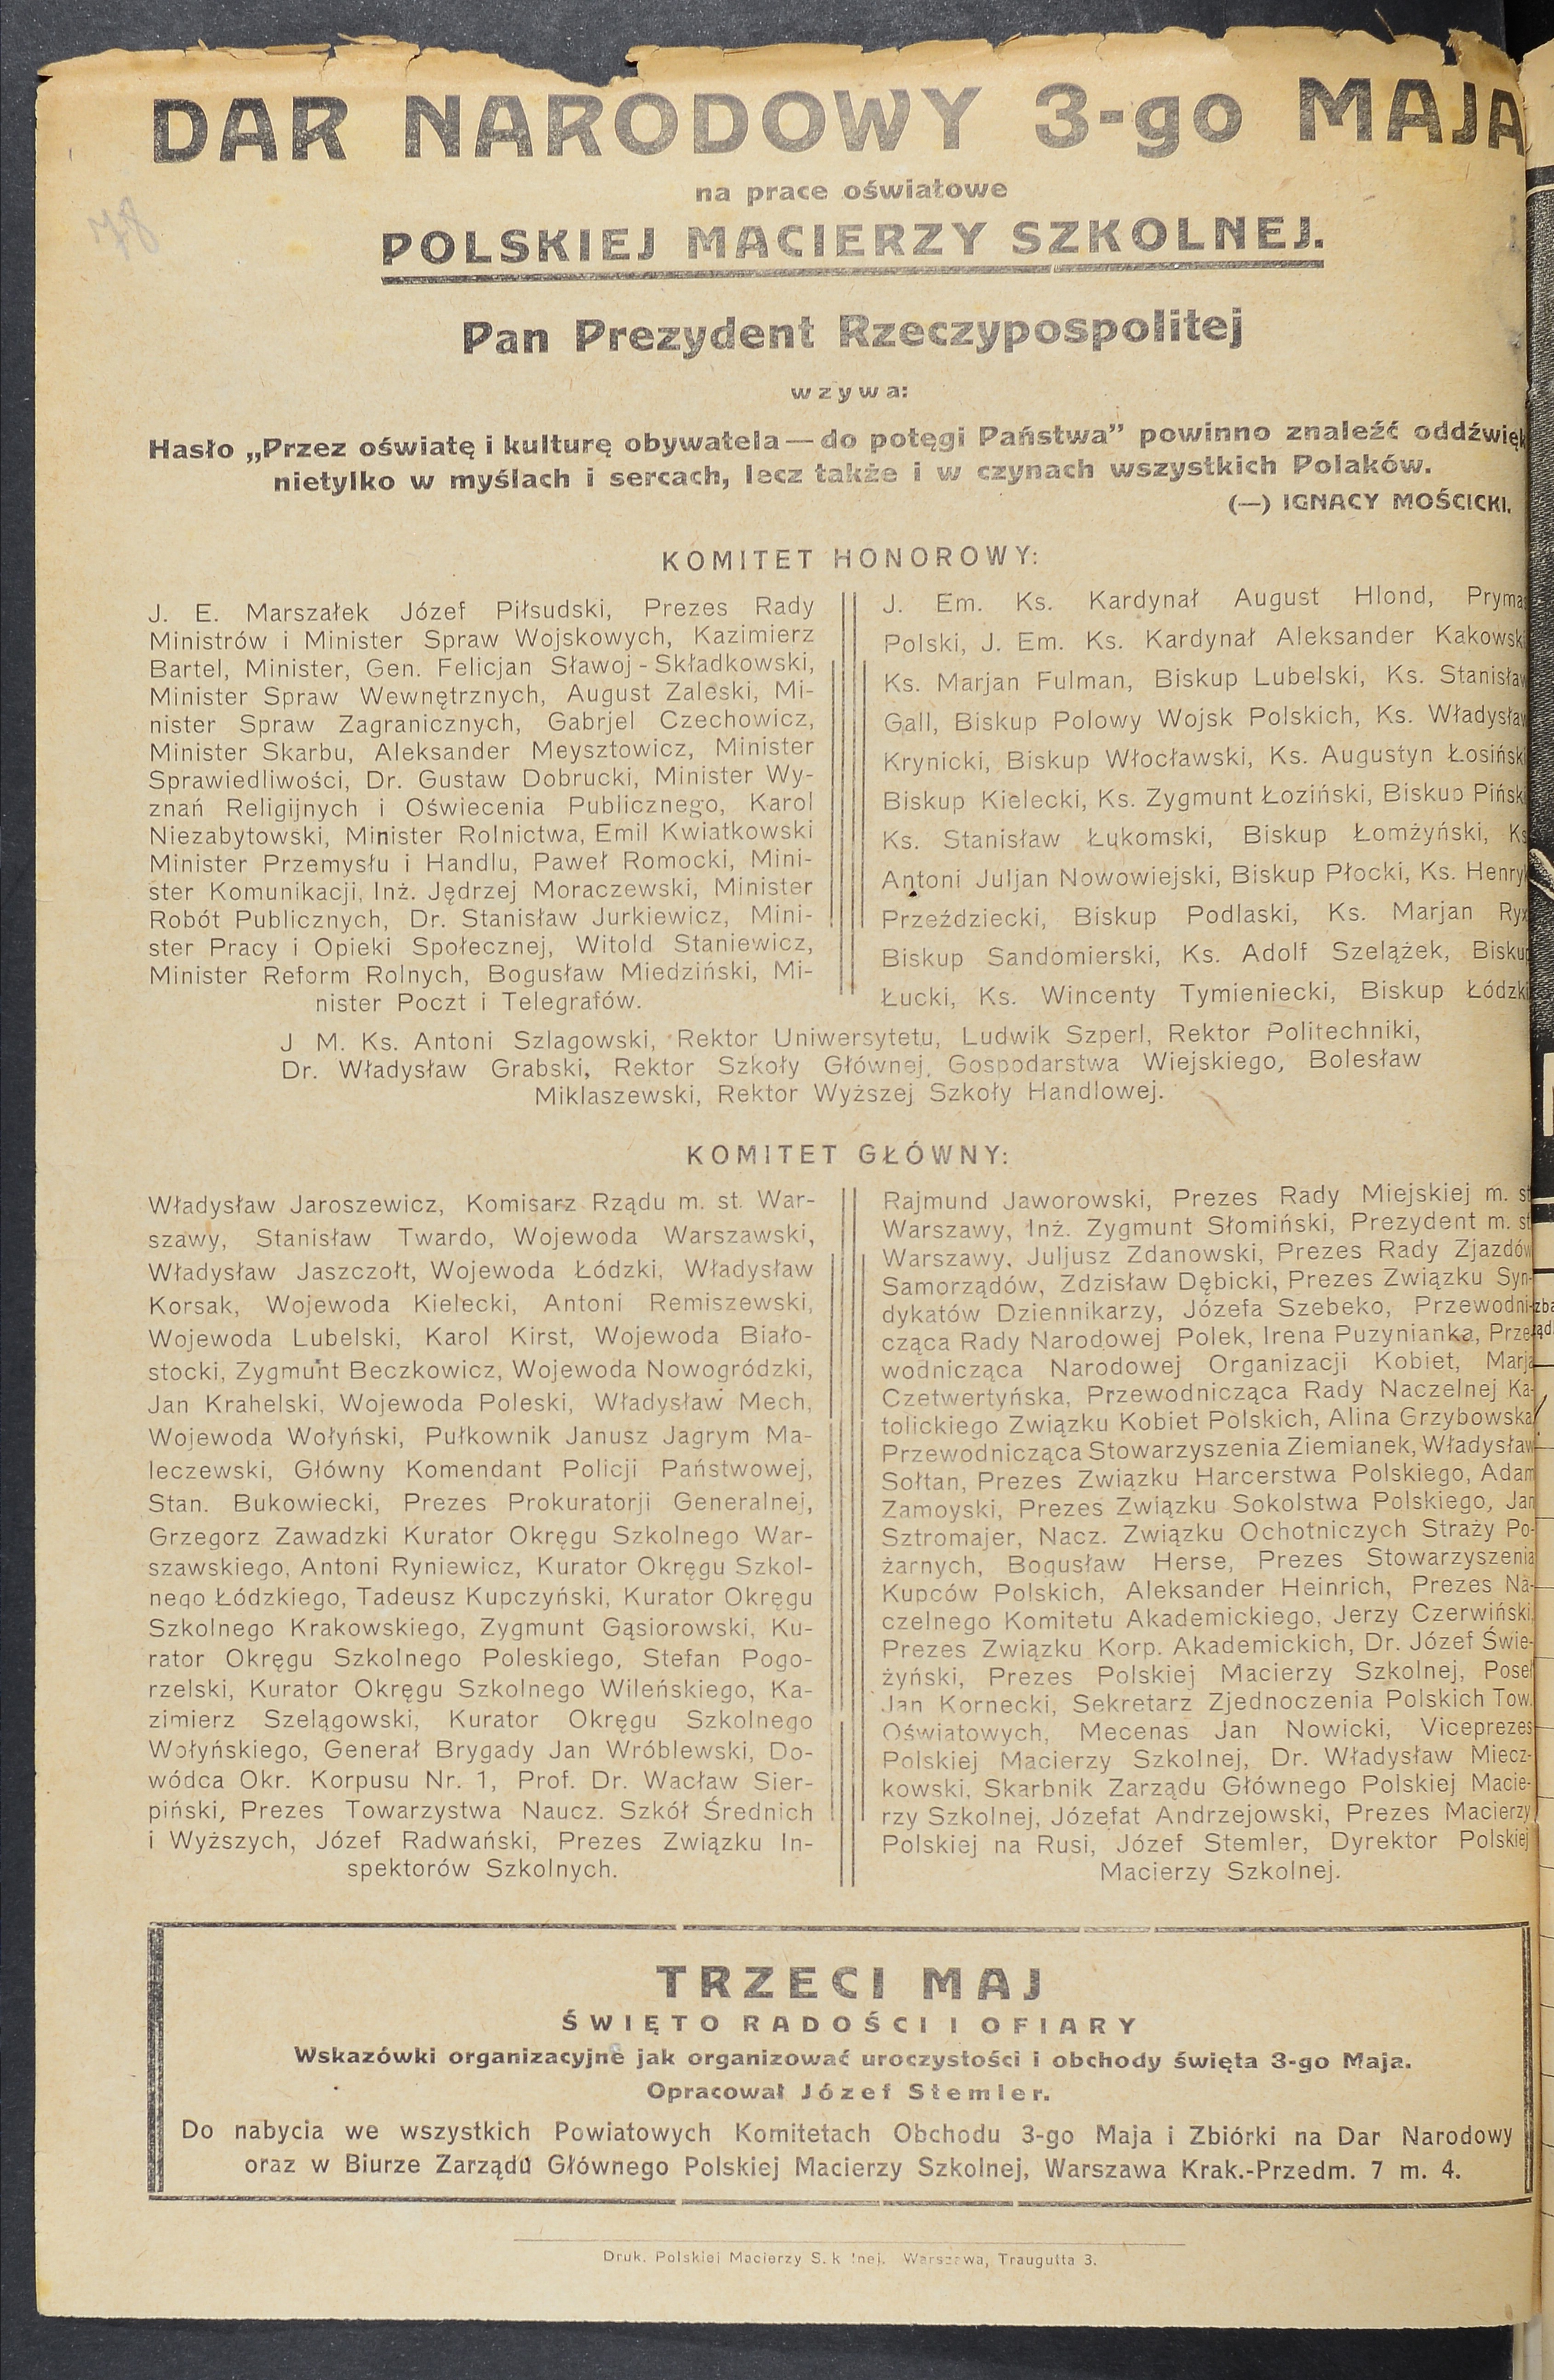 DAR NARODOWY 3-go MAJA
na prace oświatowe
POLSKIEJ MACIERZY SZKOLNEJ.
Pan Prezydent Rzeczypospolitej
wzywa:
Hasło „Przez oświatę i kulturę obywatela — do potęgi Państwa” powinno znaleźć oddźwięk
nietylko w myślach i sercach, lecz także i w czynach wszystkich Polaków.
(—) IGNACY MOŚCICKI.
KOMITET HONOROWY:
J. E. Marszałek Józef Piłsudski, Prezes Rady
Ministrów i Minister Spraw Wojskowych, Kazimierz
Bartel, Minister, Gen. Felicjan Sławoj - Składkowski,
Minister Spraw Wewnętrznych, August Zaleski, Mi-
nister Spraw Zagranicznych, Gabrjel Czechowicz,
Minister Skarbu, Aleksander Meysztowicz, Minister
Sprawiedliwości, Dr. Gustaw Dobrucki, Minister Wy-
znań Religijnych i Oświecenia Publicznego, Karol
Niezabytowski, Minister Rolnictwa, Emil Kwiatkowski
Minister Przemysłu i Handlu, Paweł Romocki, Mini-
ster Komunikacji, Inż. Jędrzej Moraczewski, Minister
Robót Publicznych, Dr. Stanisław Jurkiewicz, Mini-
ster Pracy i Opieki Społecznej, Witold Staniewicz,
Minister Reform Rolnych, Bogusław Miedziński, Mi-
nister Poczt i Telegrafów.
J. Em. Ks. Kardynał August Hlond, Prymas
Polski, J. Em. Ks. Kardynał Aleksander Kakowski
Ks. Marjan Fulman, Biskup Lubelski, Ks. Stanisław
Gall, Biskup Polowy Wojsk Polskich, Ks. Władysław
Krynicki, Biskup Włocławski, Ks. Augustyn Łosiński
Biskup Kielecki, Ks. Zygmunt Łoziński, Biskup Piński
Ks. Stanisław Łukomski, Biskup Łomżyński, Ks
Antoni Juljan Nowowiejski, Biskup Płocki, Ks. Henryk
Przeździecki, Biskup Podlaski, Ks. Marjan Ryx
Biskup Sandomierski, Ks. Adolf Szelążek, Biskup
Łucki, Ks. Wincenty Tymieniecki, Biskup Łódzki
J M. Ks. Antoni Szlagowski, Rektor Uniwersytetu, Ludwik Szperl, Rektor Politechniki,
Dr. Władysław Grabski, Rektor Szkoły Głównej Gospodarstwa Wiejskiego, Bolesław
Miklaszewski, Rektor Wyższej Szkoły Handlowej.
KOMITET GŁÓWNY:
Władysław Jaroszewicz, Komisarz Rządu m. st. War-
szawy, Stanisław Twardo, Wojewoda Warszawski,
Władysław Jaszczołt, Wojewoda Łódzki, Władysław
Korsak, Wojewoda Kielecki, Antoni Remiszewski,
Wojewoda Lubelski, Karol Kirst, Wojewoda Biało-
stocki, Zygmunt Beczkowicz, Wojewoda Nowogródzki,
Jan Krahelski, Wojewoda Poleski, Władysław Mech,
Wojewoda Wołyński, Pułkownik Janusz Jagrym Ma-
leczewski, Główny Komendant Policji Państwowej,
Stan. Bukowiecki, Prezes Prokuratorji Generalnej,
Grzegorz Zawadzki Kurator Okręgu Szkolnego War-
szawskiego, Antoni Ryniewicz, Kurator Okręgu Szkol-
nego Łódzkiego, Tadeusz Kupczyński, Kurator Okręgu
Szkolnego Krakowskiego, Zygmunt Gąsiorowski, Ku-
rator Okręgu Szkolnego Poleskiego, Stefan Pogo-
rzelski, Kurator Okręgu Szkolnego Wileńskiego, Ka-
zimierz Szelągowski, Kurator Okręgu Szkolnego
Wołyńskiego, Generał Brygady Jan Wróblewski, Do-
wódca Okr. Korpusu Nr. 1, Prof. Dr. Wacław Sier-
piński, Prezes Towarzystwa Naucz. Szkół Średnich
i Wyższych, Józef Radwański, Prezes Związku In-
spektorów Szkolnych.
Rajmund Jaworowski, Prezes Rady Miejskiej m. st
Warszawy, Inż. Zygmunt Słomiński, Prezydent m. st
Warszawy, Juljusz Zdanowski, Prezes Rady Zjazdów
Samorządów, Zdzisław Dębicki, Prezes Związku Syn-
dykatów Dziennikarzy, Józefa Szebeko, Przewodni-
cząca Rady Narodowej Polek, Irena Puzynianka, Prze-
wodnicząca Narodowej Organizacji Kobiet, Marja
Czetwertyńska, Przewodnicząca Rady Naczelnej Ka-
tolickiego Związku Kobiet Polskich, Alina Grzybowska
Przewodnicząca Stowarzyszenia Ziemianek, Władysław
Sołtan, Prezes Związku Harcerstwa Polskiego, Adam
Zamoyski, Prezes Związku Sokolstwa Polskiego, Jan
Sztromajer, Nacz. Związku Ochotniczych Straży Po-
żarnych, Bogusław Herse, Prezes Stowarzyszenia
Kupców Polskich, Aleksander Heinrich, Prezes Na-
czelnego Komitetu Akademickiego, Jerzy Czerwiński,
Prezes Związku Korp. Akademickich, Dr. Józef Świe-
żyński, Prezes Polskiej Macierzy Szkolnej, Poseł
Jan Kornecki, Sekretarz Zjednoczenia Polskich Tow.
Oświatowych, Mecenas Jan Nowicki, Viceprezes
Polskiej Macierzy Szkolnej, Dr. Władysław Miecz-
kowski, Skarbnik Zarządu Głównego Polskiej Macie-
rzy Szkolnej, Józefat Andrzejowski, Prezes Macierzy
Polskiej na Rusi, Józef Stemler, Dyrektor Polskiej
Macierzy Szkolnej.
TRZECI MAJ
ŚWIĘTO RADOŚCI I OFIARY
Wskazówki organizacyjne jak organizować uroczystości i obchody święta 3-go Maja.
Opracował Józef Stemler.
Do nabycia we wszystkich Powiatowych Komitetach Obchodu 3-go Maja i Zbiórki na Dar Narodowy
oraz w Biurze Zarządu Głównego Polskiej Macierzy Szkolnej, Warszawa Krak.-Przedm. 7 m. 4.
Druk. Polskiej Macierzy Warszawa, Traugutta 3.